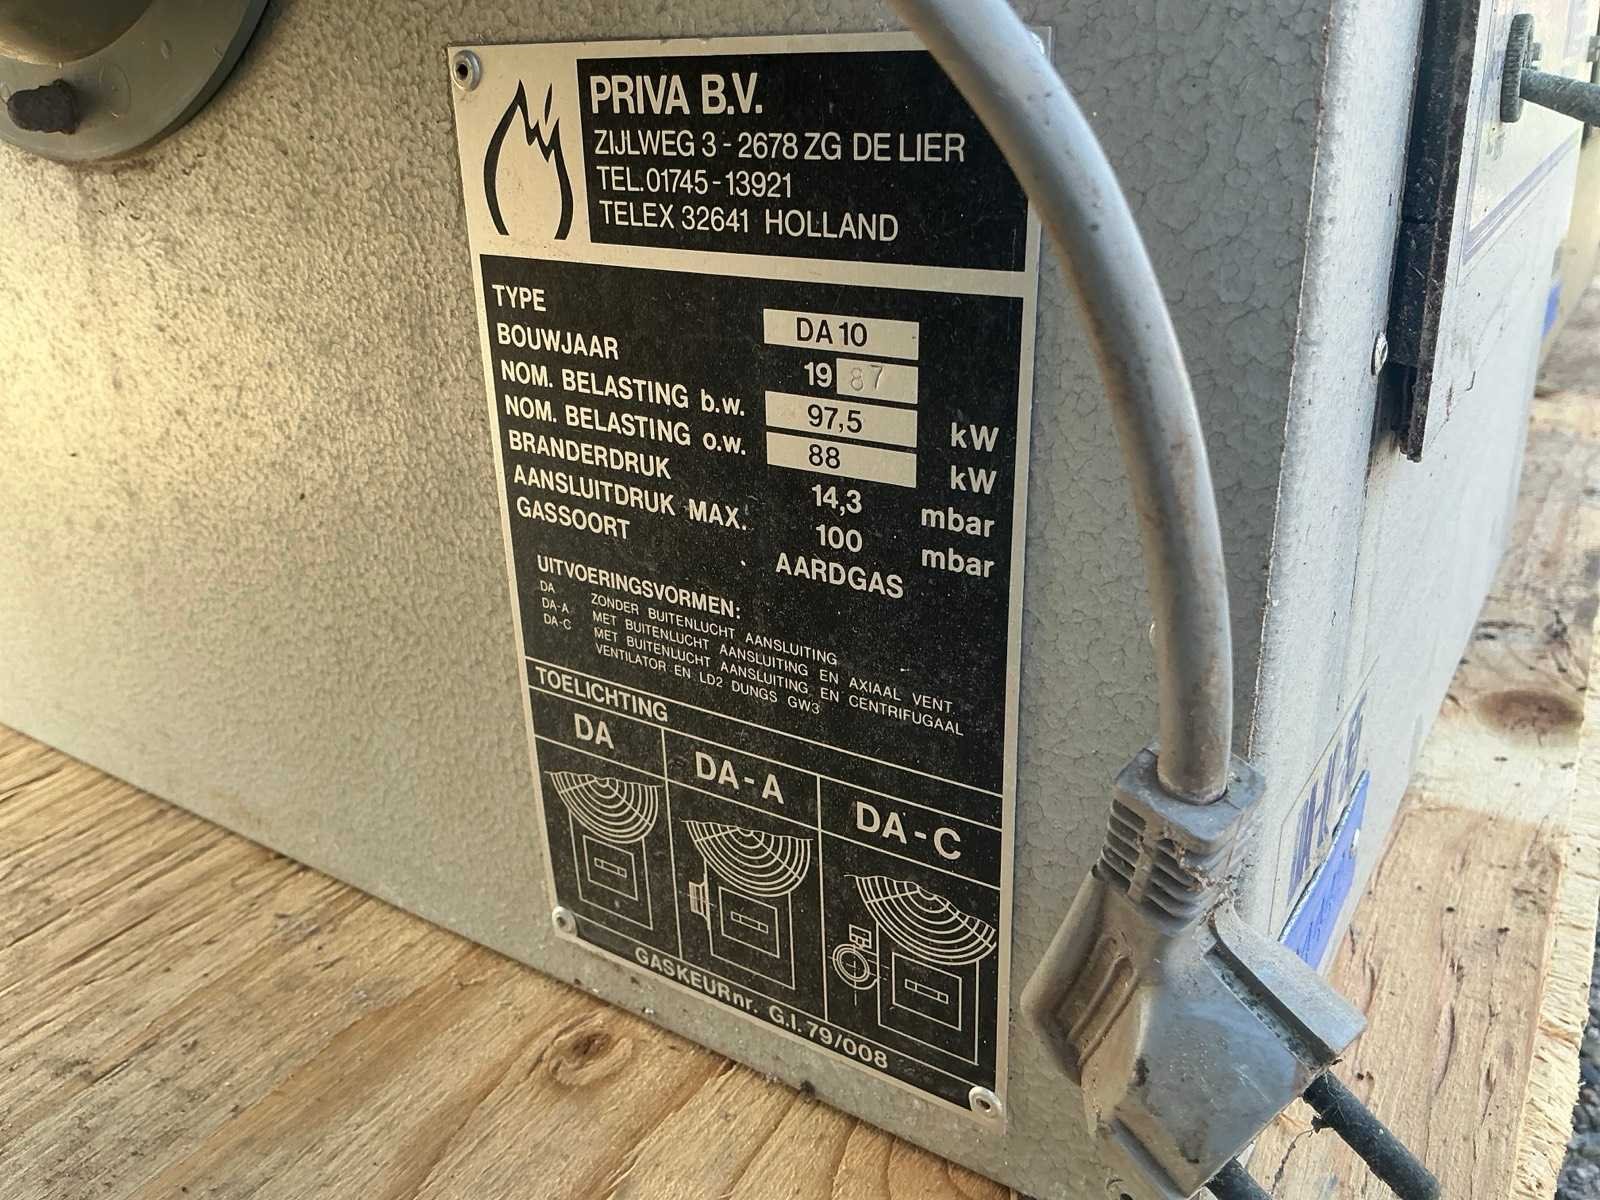 PRIVA B.V.
ZIJLWEG 3 - 2678 ZG DE LIER
TEL. 01745-13921
TELEX 32641 HOLLAND
TYPE DA 10
BOUWJAAR 19 87
NOM. BELASTING b.w. 97,5 kW
NOM. BELASTING o.w. 88 kW
BRANDERDRUK 14,3 mbar
AANSLUITDRUK MAX. 100 mbar
GASSOORT AARDGAS
UITVOERINGSVORMEN:
DA ZONDER BUITENLUCHT AANSLUITING
DA-A MET BUITENLUCHT AANSLUITING EN AXIAAL VENT.
DA-C MET BUITENLUCHT AANSLUITING EN CENTRIFUGAAL
VENTILATOR EN LD2 DUNGS GW3
TOELICHTING
DA DA-A DA-C
GASKEURnr. G.I. 79/008